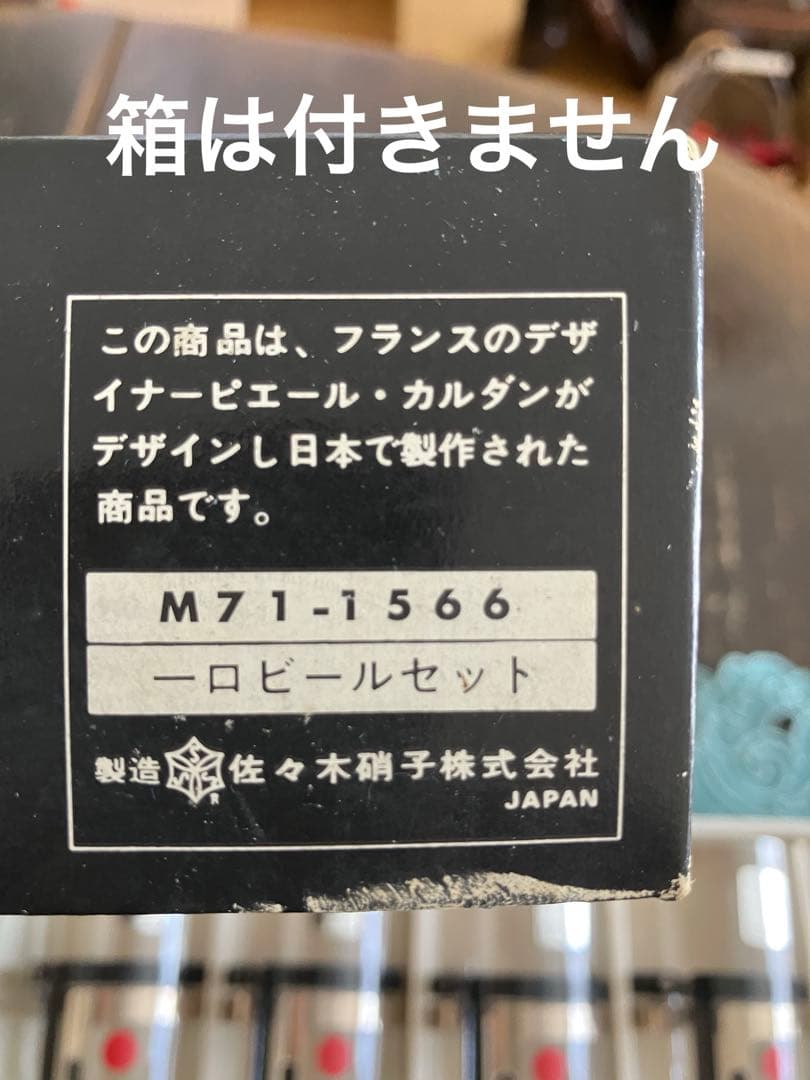 箱は付きません
この商品は、フランスのデザ
イナーピエール・カルダンが
デザインし日本で製作された
商品です。
M71-1566
一口ビールセット
製造 佐々木硝子株式会社
JAPAN